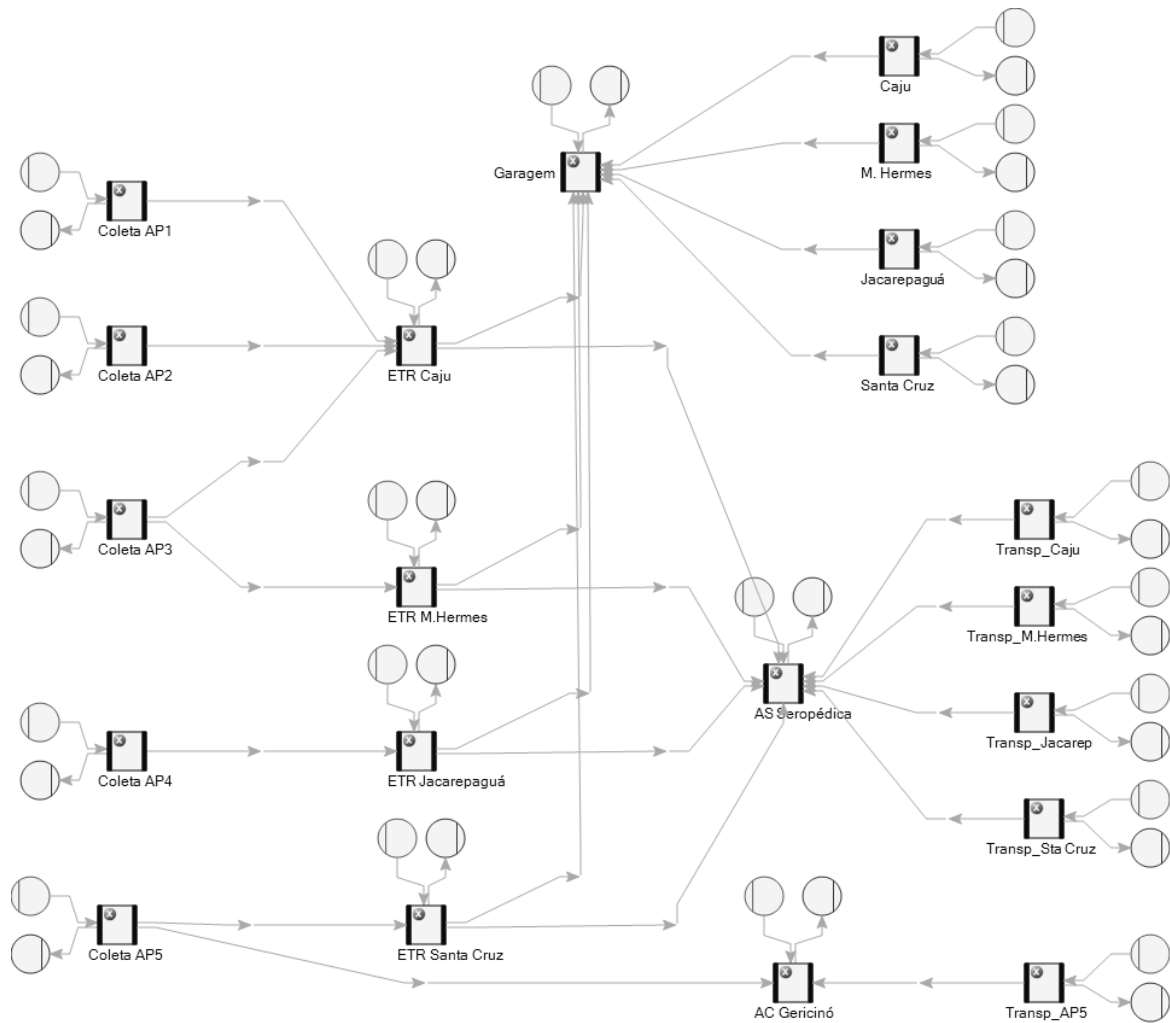 Caju
M. Hermes
Garagem
Coleta AP1
Jacarepaguá
Coleta AP2
ETR Caju
Santa Cruz
Coleta AP3
Transp_Caju
ETR M.Hermes
Transp_M.Hermes
AS Seropédica
Transp_Jacarep
Coleta AP4
ETR Jacarepaguá
Transp_Sta Cruz
Coleta AP5
ETR Santa Cruz
AC Gericinó
Transp_AP5